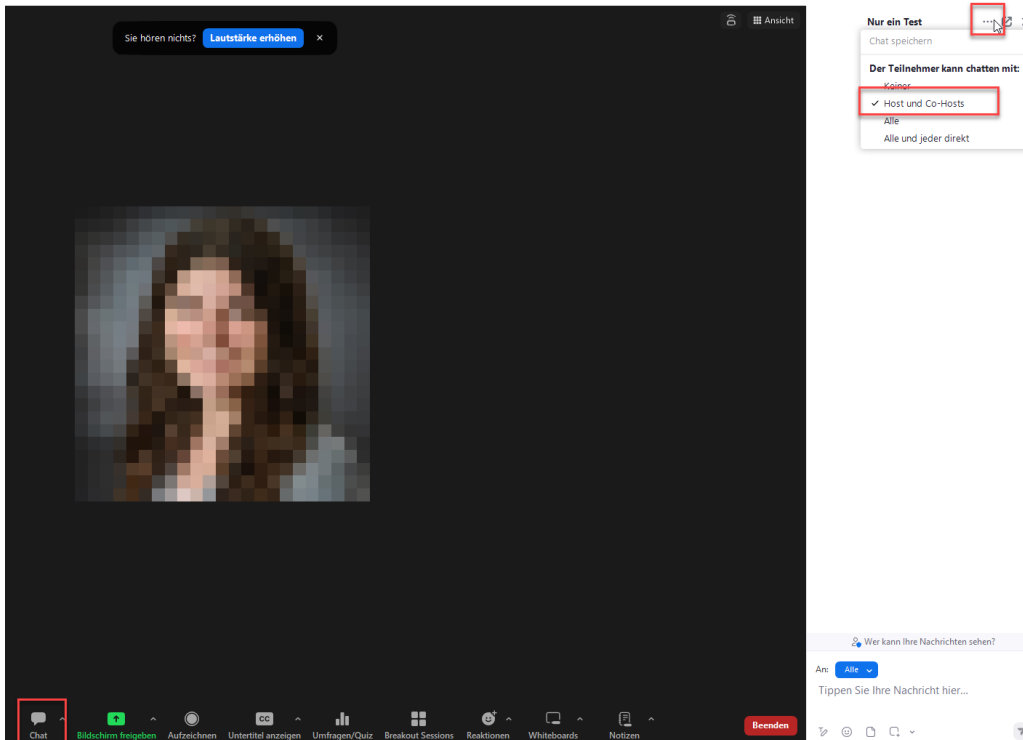 Sie hören nichts? Lautstärke erhöhen
Ansicht
Nur ein Test
Chat speichern
Der Teilnehmer kann chatten mit:
Keiner
Host und Co-Hosts
Alle
Alle und jeder direkt
Wer kann Ihre Nachrichten sehen?
An: Alle
Tippen Sie Ihre Nachricht hier...
CC
Chat Bildschirm freigeben Aufzeichnen Untertitel anzeigen Umfragen/Quiz Breakout Sessions Reaktionen Whiteboards Notizen Beenden